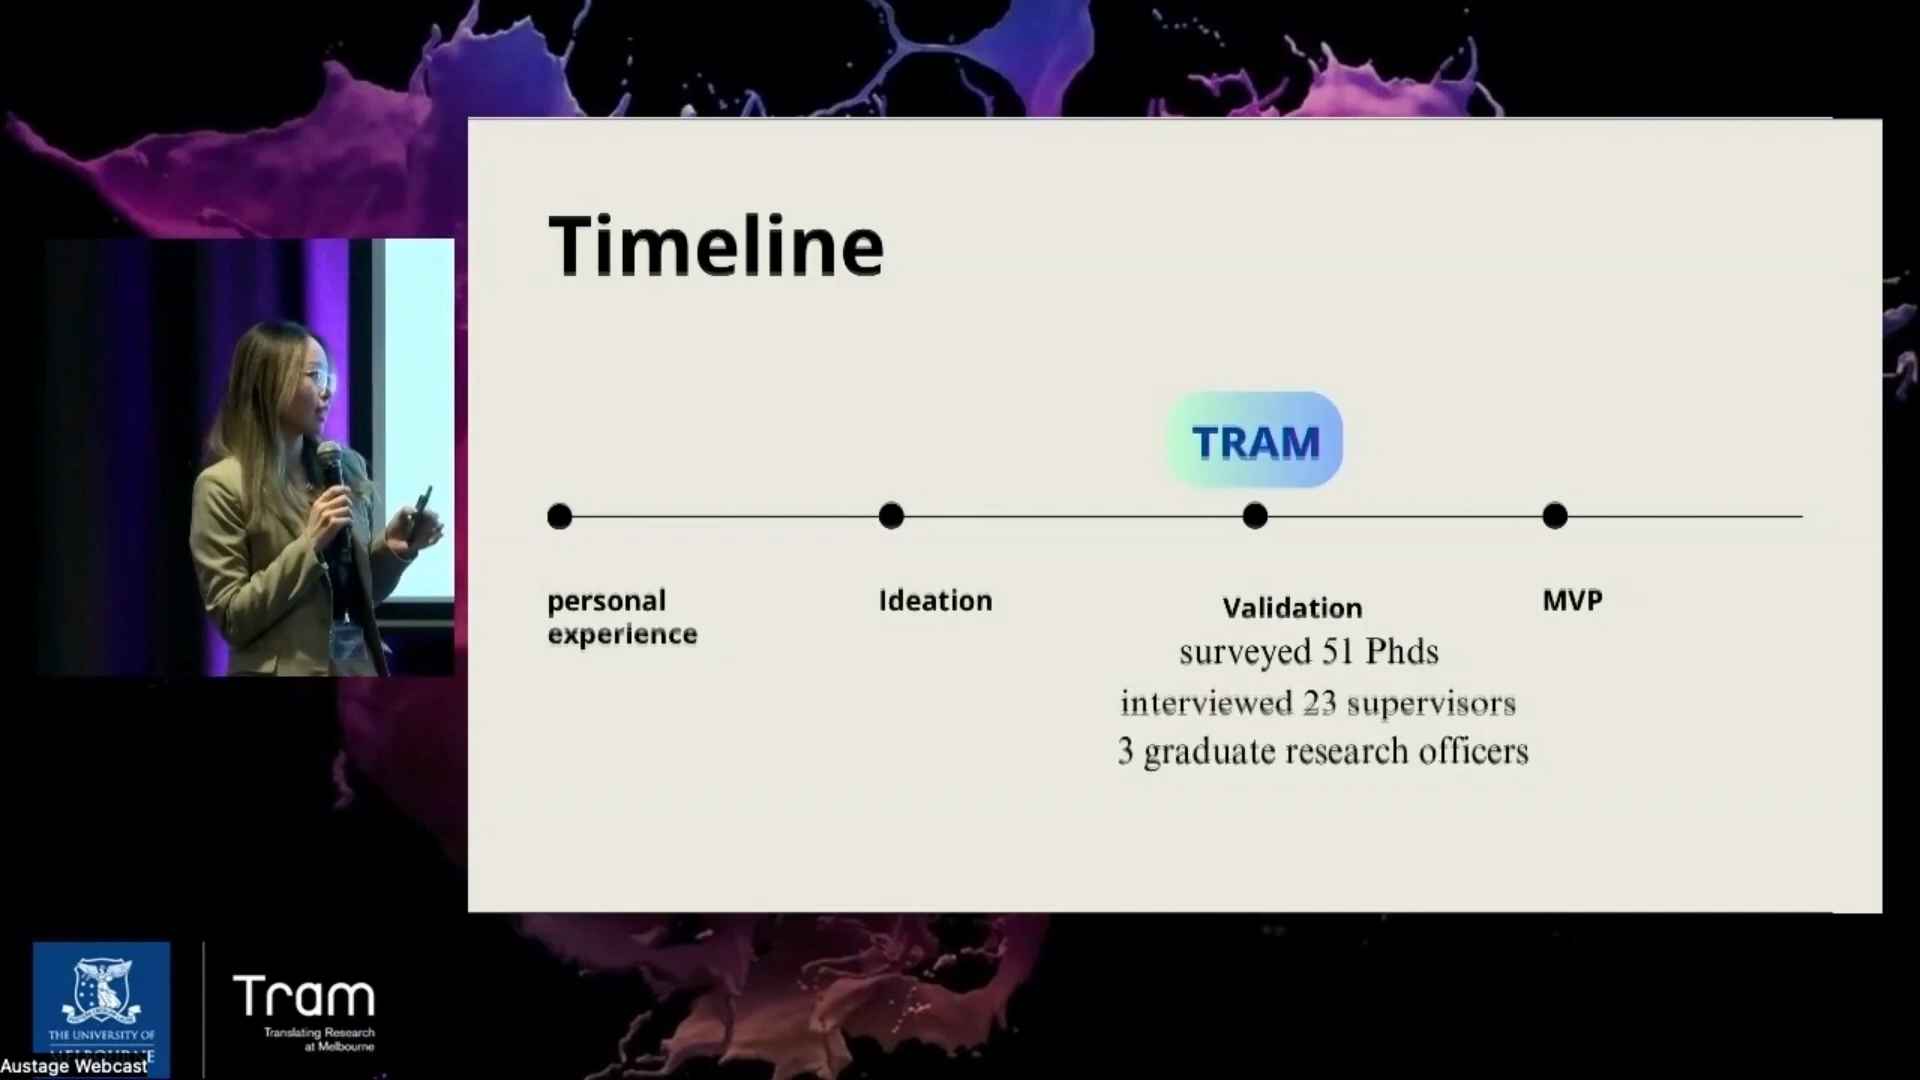 Timeline
TRAM
personal
experience
Ideation
Validation
surveyed 51 Phds
interviewed 23 supervisors
3 graduate research officers
MVP
THE UNIVERSITY OF
MELBOURNE
Tram
Translating Research
at Melbourne
Austage Webcast